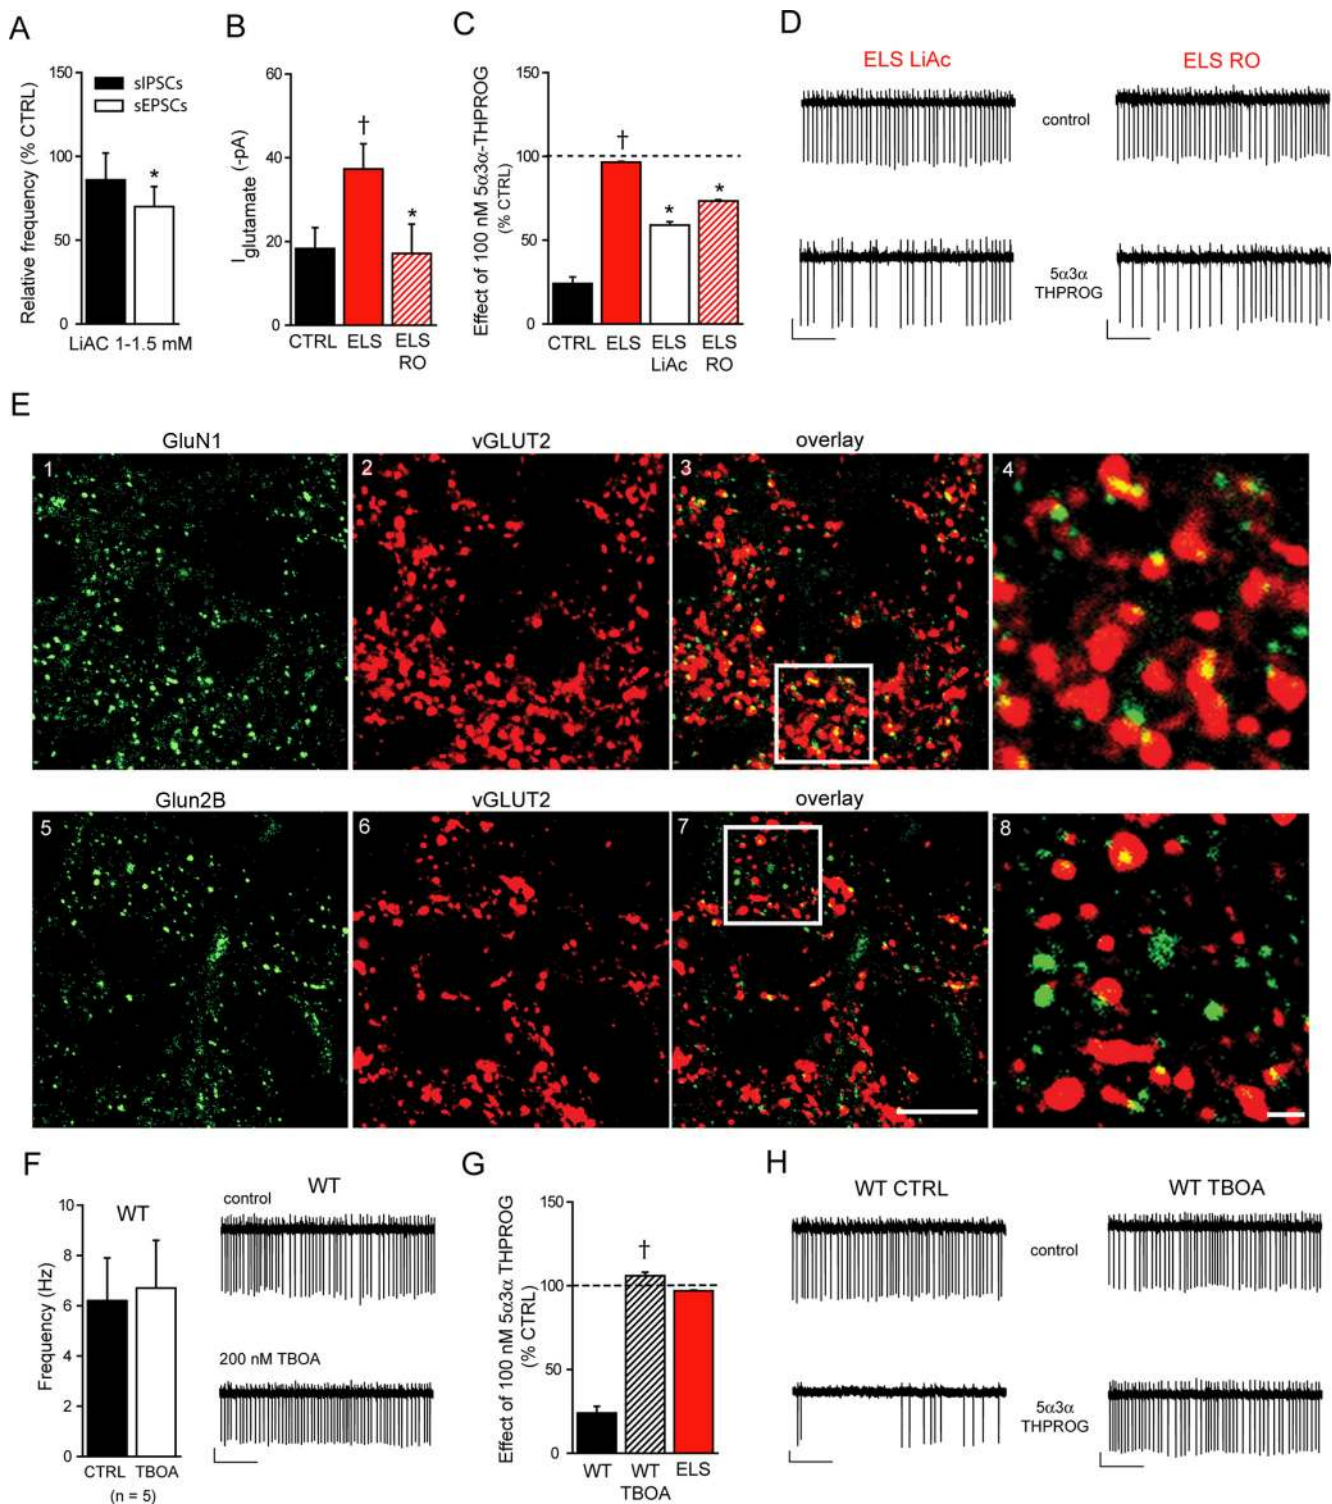 A
150
100
50
0
Relative frequency (% CTRL)
sIPSCs
sEPSCs
*
LiAC 1-1.5 mM
B
60
40
20
0
Iglutamate (-pA)
†
*
CTRL
ELS
ELS RO
C
150
100
50
0
Effect of 100 nM 5α3α-THPROG
(% CTRL)
†
*
*
CTRL
ELS
ELS LiAc
ELS RO
D
ELS LiAc
ELS RO
control
5α3α
THPROG
E
GluN1
vGLUT2
overlay
1
2
3
4
Glun2B
vGLUT2
overlay
5
6
7
8
F
10
8
6
4
2
0
Frequency (Hz)
WT
CTRL
TBOA
(n = 5)
WT
control
200 nM TBOA
G
150
100
50
0
Effect of 100 nM 5α3α THPROG
(% CTRL)
†
WT
WT TBOA
ELS
H
WT CTRL
WT TBOA
control
5α3α
THPROG